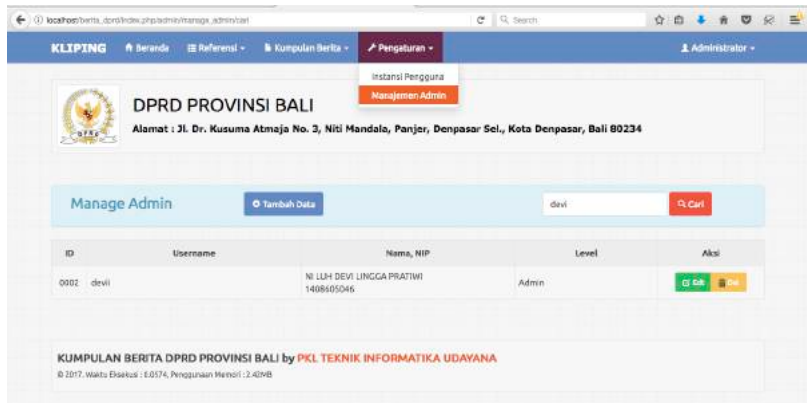 localhost/berita_dprd/index.php/admin/manage_admin/cari
Search
KLIPING Beranda Referensi Kumpulan Berita Pengaturan Administrator
Instansi Pengguna
Manajemen Admin
DPRD PROVINSI BALI
Alamat : Jl. Dr. Kusuma Atmaja No. 3, Niti Mandala, Panjer, Denpasar Sel., Kota Denpasar, Bali 80234
DPRD
Manage Admin Tambah Data devi Cari
ID Username Nama, NIP Level Aksi
0002 devii NI LUH DEVI LINGGA PRATIWI Admin Edit Del
1408605046
KUMPULAN BERITA DPRD PROVINSI BALI by PKL TEKNIK INFORMATIKA UDAYANA
© 2017. Waktu Eksekusi : 0.0574, Penggunaan Memori : 2.40MB